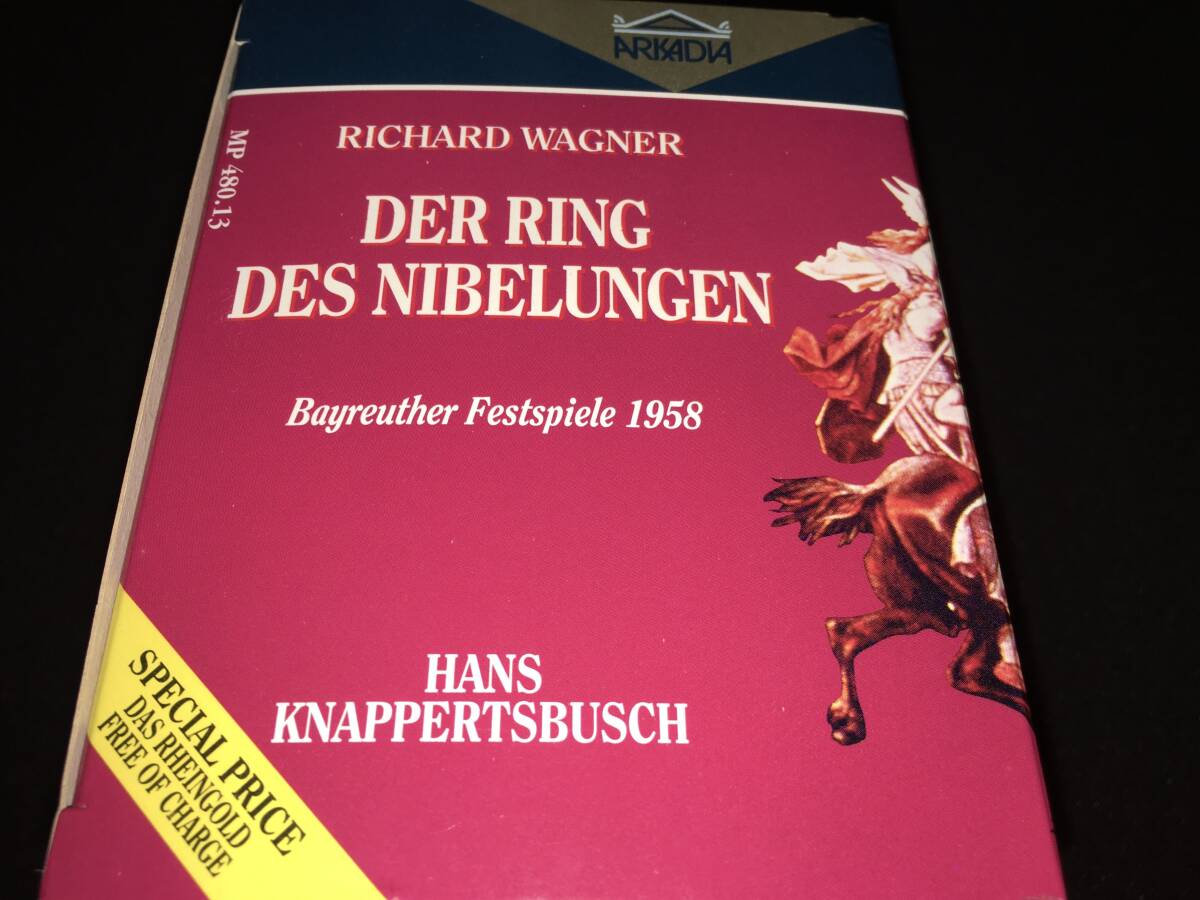 ARKADIA
RICHARD WAGNER
MP 480.13
DER RING
DES NIBELUNGEN
Bayreuther Festspiele 1958
HANS
KNAPPERTSBUSCH
SPECIAL PRICE
DAS RHEINGOLD
FREE OF CHARGE